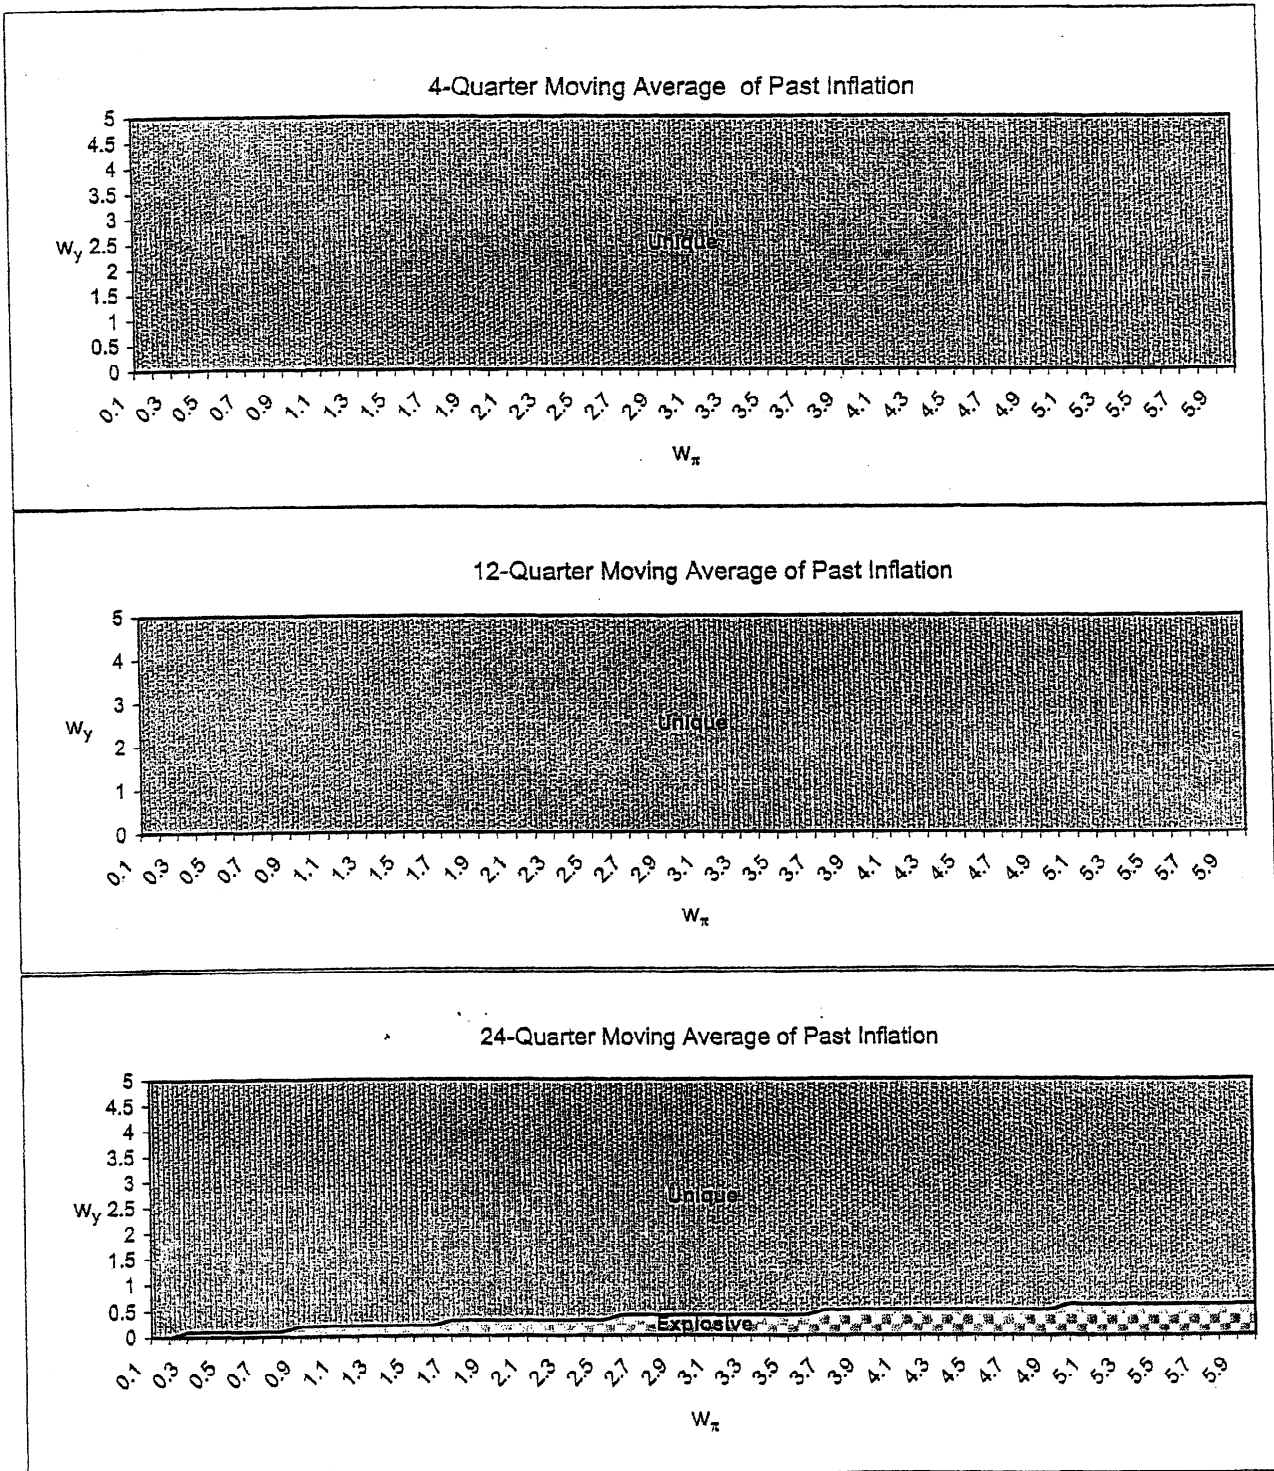 4-Quarter Moving Average of Past Inflation
5
4.5
4
3.5
3
W_y 2.5
2
1.5
1
0.5
0
Unique
0.1 0.3 0.5 0.7 0.9 1.1 1.3 1.5 1.7 1.9 2.1 2.3 2.5 2.7 2.9 3.1 3.3 3.5 3.7 3.9 4.1 4.3 4.5 4.7 4.9 5.1 5.3 5.5 5.7 5.9
W_π
12-Quarter Moving Average of Past Inflation
5
4
3
W_y
2
1
0
Unique
0.1 0.3 0.5 0.7 0.9 1.1 1.3 1.5 1.7 1.9 2.1 2.3 2.5 2.7 2.9 3.1 3.3 3.5 3.7 3.9 4.1 4.3 4.5 4.7 4.9 5.1 5.3 5.5 5.7 5.9
W_π
24-Quarter Moving Average of Past Inflation
5
4.5
4
3.5
3
W_y 2.5
2
1.5
1
0.5
0
Unique
Explosive
0.1 0.3 0.5 0.7 0.9 1.1 1.3 1.5 1.7 1.9 2.1 2.3 2.5 2.7 2.9 3.1 3.3 3.5 3.7 3.9 4.1 4.3 4.5 4.7 4.9 5.1 5.3 5.5 5.7 5.9
W_π